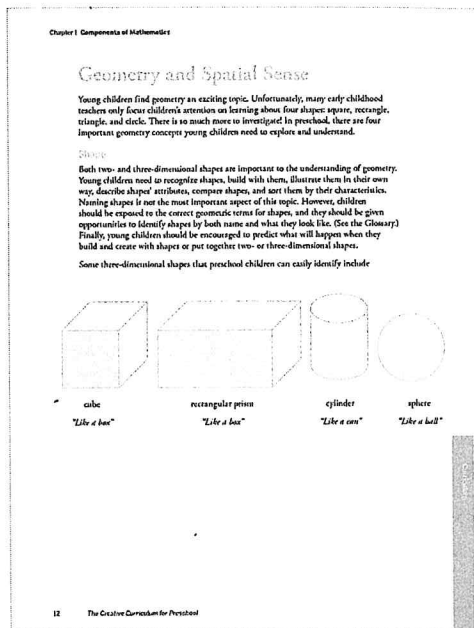 Chapter 1 Components of Mathematics
Geometry and Spatial Sense
Young children find geometry an exciting topic. Unfortunately, many early childhood
teachers only focus children's attention on learning about four shapes: square, rectangle,
triangle, and circle. There is so much more to investigate! In preschool, there are four
important geometry concepts young children need to explore and understand.
Shape
Both two- and three-dimensional shapes are important to the understanding of geometry.
Young children need to recognize shapes, build with them, illustrate them in their own
way, describe shapes' attributes, compare shapes, and sort them by their characteristics.
Naming shapes is not the most important aspect of this topic. However, children
should be exposed to the correct geometric terms for shapes, and they should be given
opportunities to identify shapes by both name and what they look like. (See the Glossary.)
Finally, young children should be encouraged to predict what will happen when they
build and create with shapes or put together two- or three-dimensional shapes.
Some three-dimensional shapes that preschool children can easily identify include
cube rectangular prism cylinder sphere
"Like a box" "Like a box" "Like a can" "Like a ball"
12 The Creative Curriculum for Preschool